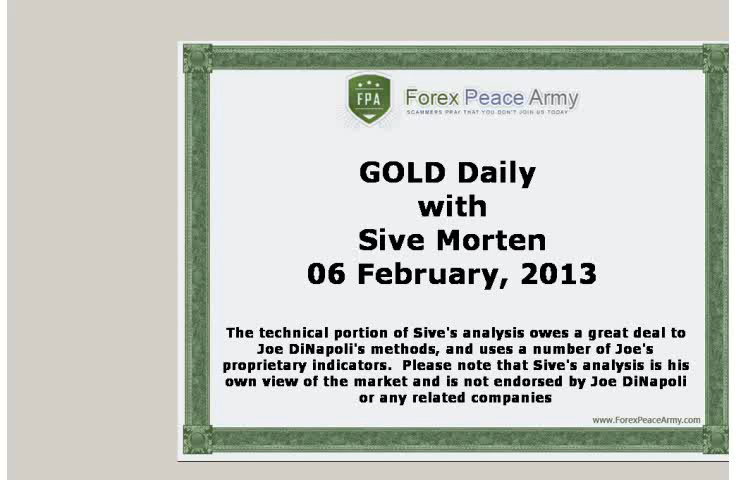 FPA
Forex Peace Army
SCAMMERS PRAY THAT YOU DON'T JOIN US TODAY
GOLD Daily
with
Sive Morten
06 February, 2013
The technical portion of Sive's analysis owes a great deal to
Joe DiNapoli's methods, and uses a number of Joe's
proprietary indicators.  Please note that Sive's analysis is his
own view of the market and is not endorsed by Joe DiNapoli
or any related companies
www.ForexPeaceArmy.com